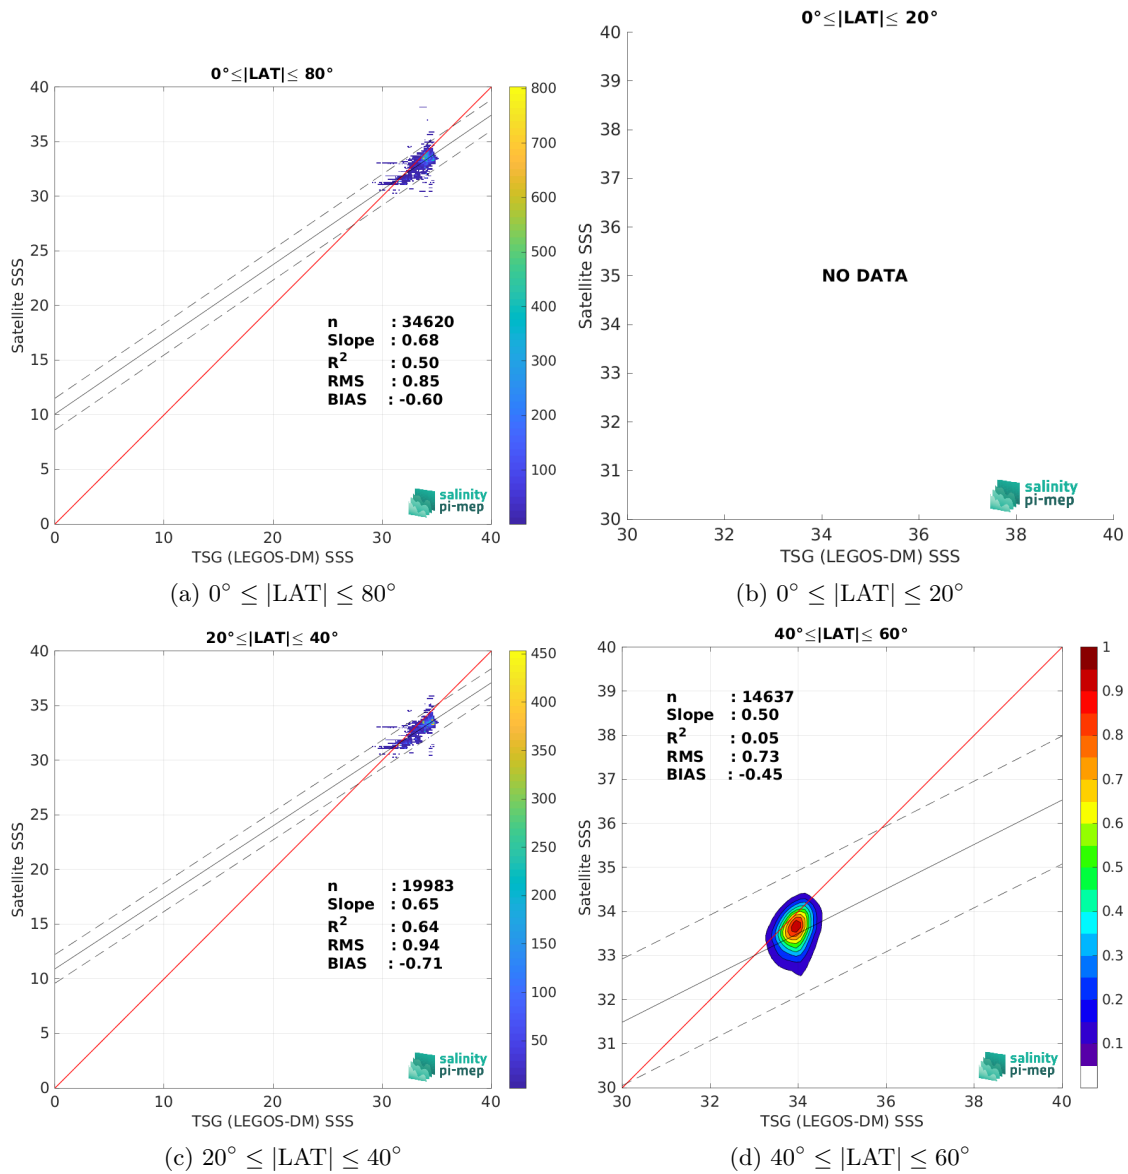 0°≤|LAT|≤ 80°
40
35
30
25
20
15
10
5
0
0
10
20
30
40
Satellite SSS
TSG (LEGOS-DM) SSS
n : 34620
Slope : 0.68
R² : 0.50
RMS : 0.85
BIAS : -0.60
salinity
pi-mep
800
700
600
500
400
300
200
100
(a) 0° ≤ |LAT| ≤ 80°
0°≤|LAT|≤ 20°
40
39
38
37
36
35
34
33
32
31
30
30
32
34
36
38
40
Satellite SSS
TSG (LEGOS-DM) SSS
NO DATA
salinity
pi-mep
(b) 0° ≤ |LAT| ≤ 20°
20°≤|LAT|≤ 40°
40
35
30
25
20
15
10
5
0
0
10
20
30
40
Satellite SSS
TSG (LEGOS-DM) SSS
n : 19983
Slope : 0.65
R² : 0.64
RMS : 0.94
BIAS : -0.71
salinity
pi-mep
450
400
350
300
250
200
150
100
50
(c) 20° ≤ |LAT| ≤ 40°
40°≤|LAT|≤ 60°
40
39
38
37
36
35
34
33
32
31
30
30
32
34
36
38
40
Satellite SSS
TSG (LEGOS-DM) SSS
n : 14637
Slope : 0.50
R² : 0.05
RMS : 0.73
BIAS : -0.45
salinity
pi-mep
1
0.9
0.8
0.7
0.6
0.5
0.4
0.3
0.2
0.1
(d) 40° ≤ |LAT| ≤ 60°